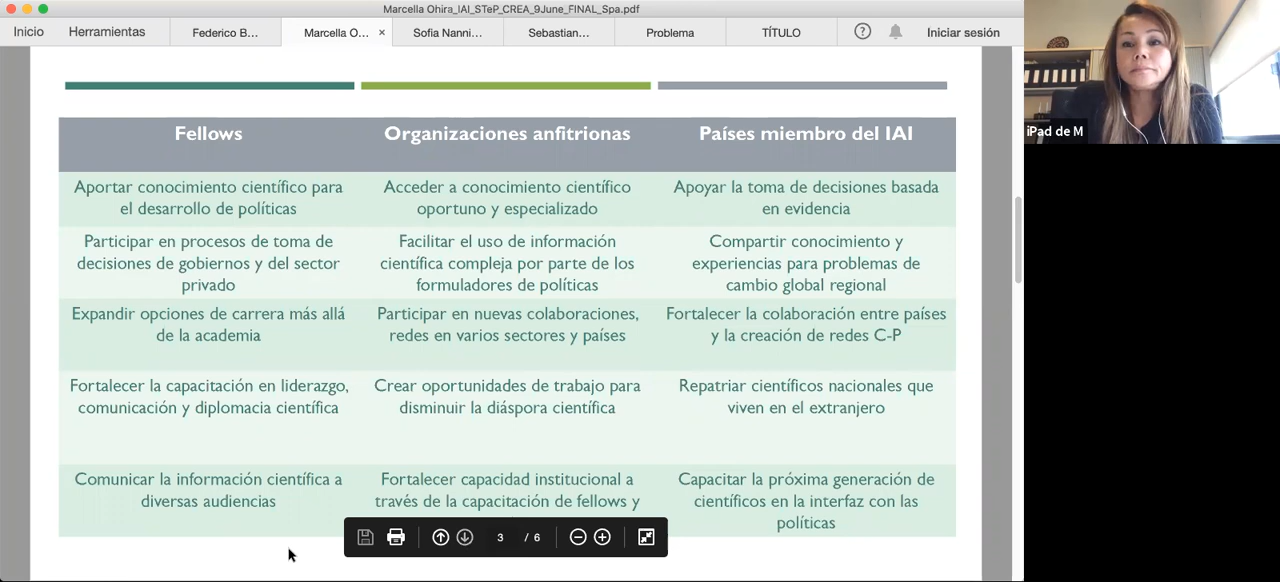 Marcella Ohira_IAI_STeP_CREA_9June_FINAL_Spa.pdf
Inicio
Herramientas
Federico B...
Marcella O... ×
Sofia Nanni...
Sebastian...
Problema
TÍTULO
?
Iniciar sesión
Fellows
Organizaciones anfitrionas
Países miembro del IAI
Aportar conocimiento científico para
el desarrollo de políticas
Acceder a conocimiento científico
oportuno y especializado
Apoyar la toma de decisiones basada
en evidencia
Participar en procesos de toma de
decisiones de gobiernos y del sector
privado
Facilitar el uso de información
científica compleja por parte de los
formuladores de políticas
Compartir conocimiento y
experiencias para problemas de
cambio global regional
Expandir opciones de carrera más allá
de la academia
Participar en nuevas colaboraciones,
redes en varios sectores y países
Fortalecer la colaboración entre países
y la creación de redes C-P
Fortalecer la capacitación en liderazgo,
comunicación y diplomacia científica
Crear oportunidades de trabajo para
disminuir la diáspora científica
Repatriar científicos nacionales que
viven en el extranjero
Comunicar la información científica a
diversas audiencias
Fortalecer capacidad institucional a
través de la capacitación de fellows y
Capacitar la próxima generación de
científicos en la interfaz con las
políticas
3 / 6
iPad de M